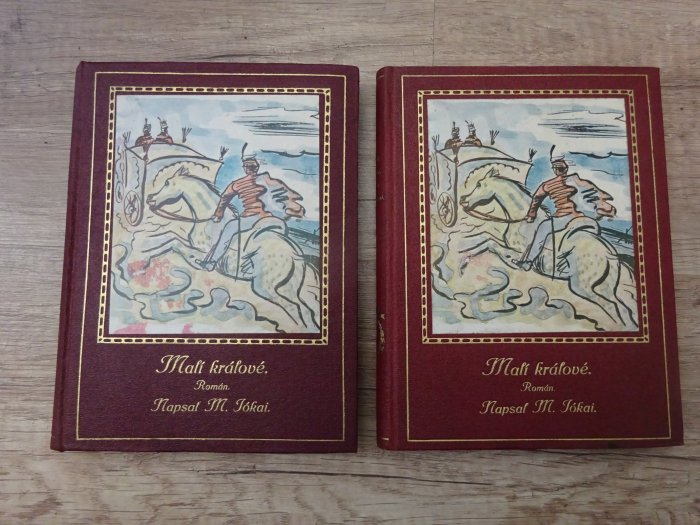 Malí králové.
Román.
Napsal M. Jókai.
Malí králové.
Román.
Napsal M. Jókai.